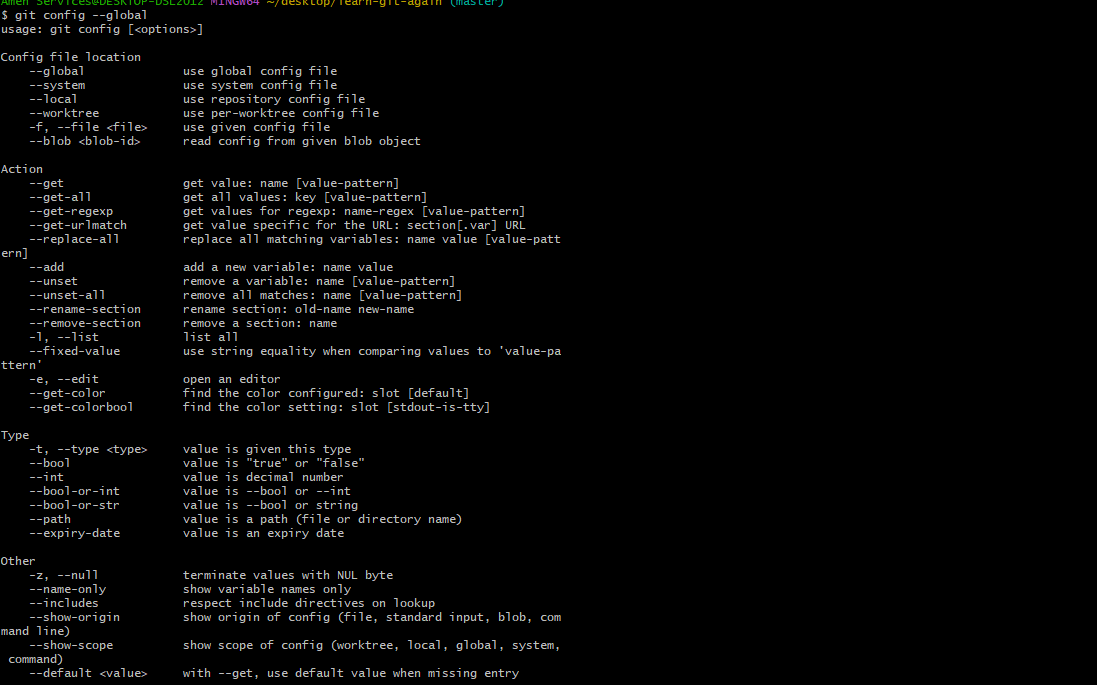 Amen Services@DESKTOP-DSL2012 MINGW64 ~/desktop/learn-git-again (master)
$ git config --global
usage: git config [<options>]

Config file location
    --global              use global config file
    --system              use system config file
    --local               use repository config file
    --worktree            use per-worktree config file
    -f, --file <file>     use given config file
    --blob <blob-id>      read config from given blob object

Action
    --get                 get value: name [value-pattern]
    --get-all             get all values: key [value-pattern]
    --get-regexp          get values for regexp: name-regex [value-pattern]
    --get-urlmatch        get value specific for the URL: section[.var] URL
    --replace-all         replace all matching variables: name value [value-patt
ern]
    --add                 add a new variable: name value
    --unset               remove a variable: name [value-pattern]
    --unset-all           remove all matches: name [value-pattern]
    --rename-section      rename section: old-name new-name
    --remove-section      remove a section: name
    -l, --list            list all
    --fixed-value         use string equality when comparing values to 'value-pa
ttern'
    -e, --edit            open an editor
    --get-color           find the color configured: slot [default]
    --get-colorbool       find the color setting: slot [stdout-is-tty]

Type
    -t, --type <type>     value is given this type
    --bool                value is "true" or "false"
    --int                 value is decimal number
    --bool-or-int         value is --bool or --int
    --bool-or-str         value is --bool or string
    --path                value is a path (file or directory name)
    --expiry-date         value is an expiry date

Other
    -z, --null            terminate values with NUL byte
    --name-only           show variable names only
    --includes            respect include directives on lookup
    --show-origin         show origin of config (file, standard input, blob, com
mand line)
    --show-scope          show scope of config (worktree, local, global, system,
 command)
    --default <value>     with --get, use default value when missing entry